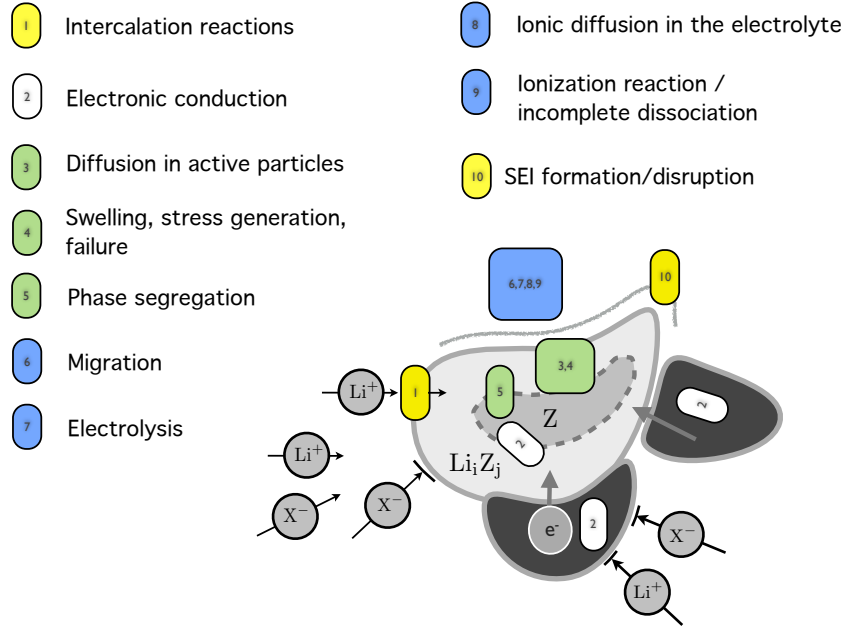 1 Intercalation reactions
2 Electronic conduction
3 Diffusion in active particles
4 Swelling, stress generation,
failure
5 Phase segregation
6 Migration
7 Electrolysis
8 Ionic diffusion in the electrolyte
9 Ionization reaction /
incomplete dissociation
10 SEI formation/disruption
6,7,8,9
10
3,4
Li⁺
1
5
2
Z
2
LiᵢZⱼ
Li⁺
X⁻
X⁻
e⁻
2
X⁻
Li⁺